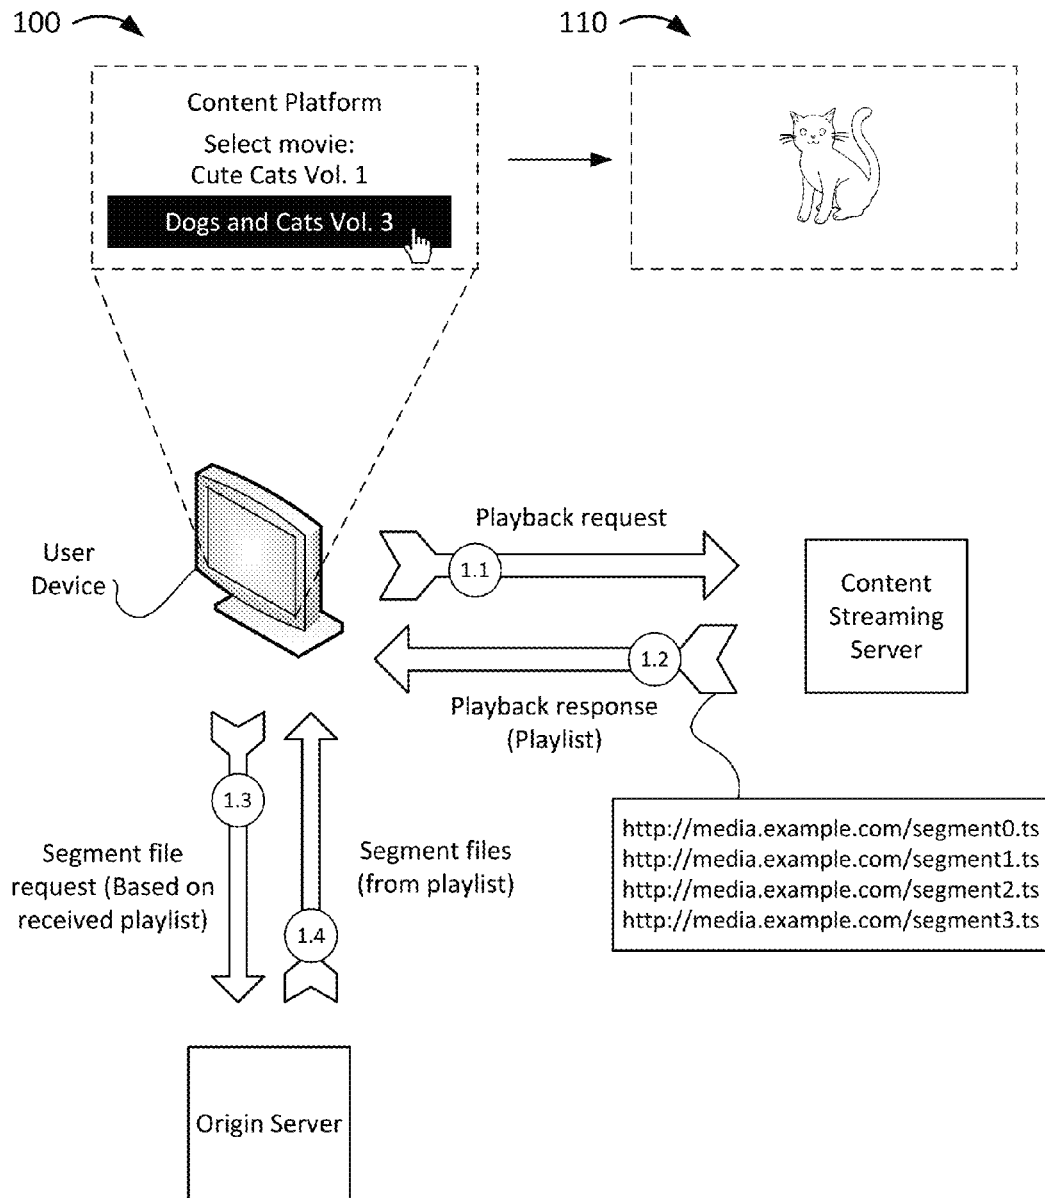 100
110
Content Platform
Select movie:
Cute Cats Vol. 1
Dogs and Cats Vol. 3
User
Device
Playback request
1.1
Content
Streaming
Server
1.2
Playback response
(Playlist)
http://media.example.com/segment0.ts
http://media.example.com/segment1.ts
http://media.example.com/segment2.ts
http://media.example.com/segment3.ts
1.3
Segment file
request (Based on
received playlist)
Segment files
(from playlist)
1.4
Origin Server